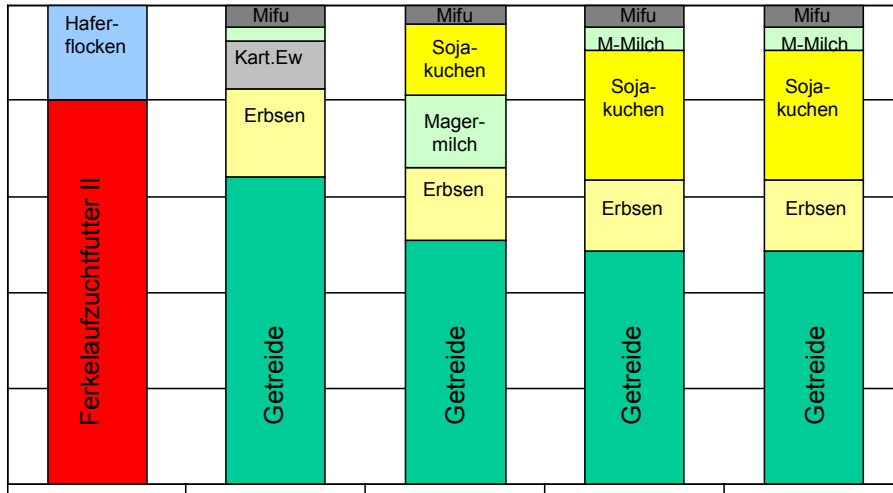 Hafer-
flocken
Ferkelaufzuchtfutter II
Mifu
Kart.Ew
Erbsen
Getreide
Mifu
Soja-
kuchen
Mager-
milch
Erbsen
Getreide
Mifu
M-Milch
Soja-
kuchen
Erbsen
Getreide
Mifu
M-Milch
Soja-
kuchen
Erbsen
Getreide